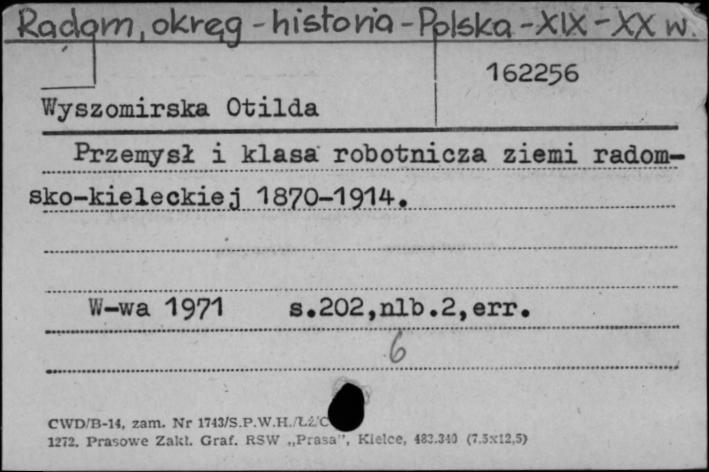 Radom, okręg - historia - Polska - XIX - XX w.
162256
Wyszomirska Otilda
Przemysł i klasa robotnicza ziemi radom-
sko-kieleckiej 1870-1914.
W-wa 1971 s.202,nlb.2,err.
6
CWD/B-14, zam. Nr 1743/S.P.W.H./ŁŹ/C
1272. Prasowe Zakł. Graf. RSW „Prasa”, Kielce, 483.340 (7.5x12,5)